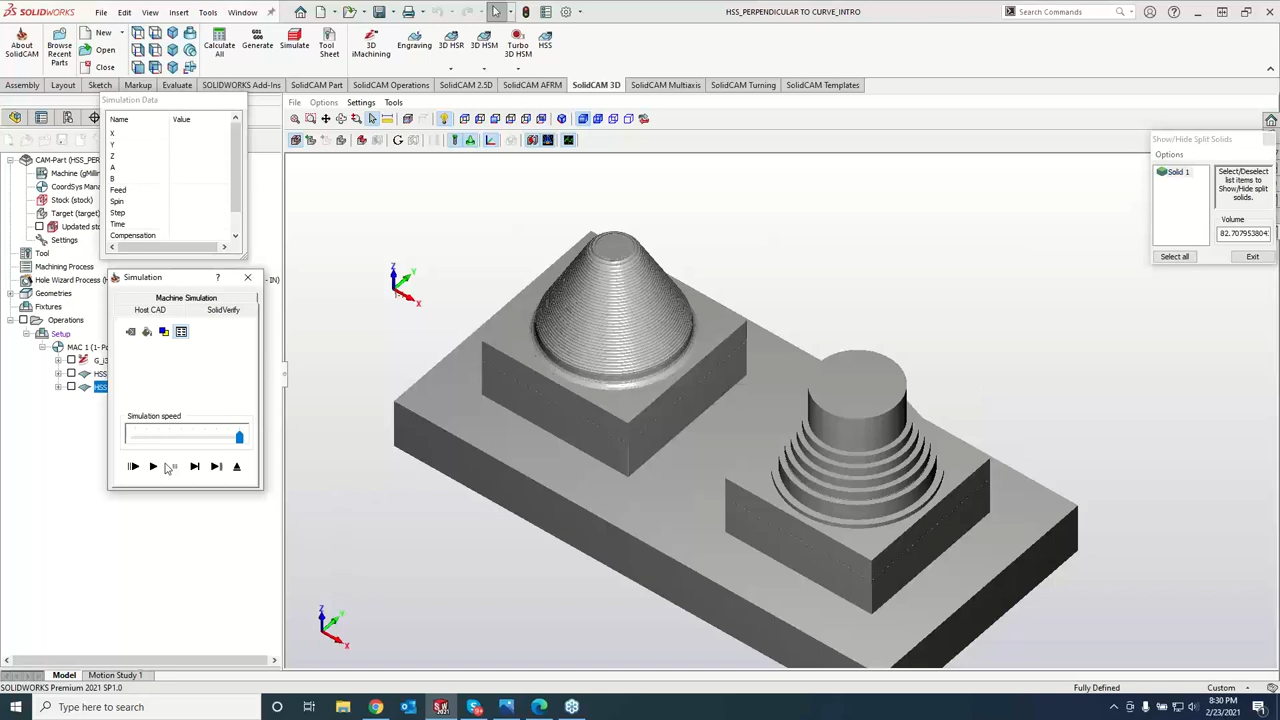 SOLIDWORKS File Edit View Insert Tools Window HSS_PERPENDICULAR TO CURVE_INTRO Search Commands
About SolidCAM
Browse Recent Parts
New
Open
Close
Calculate All
Generate
Simulate
Tool Sheet
3D iMachining
Engraving
3D HSR
3D HSM
Turbo 3D HSM
HSS
Assembly Layout Sketch Markup Evaluate SOLIDWORKS Add-Ins SolidCAM Part SolidCAM Operations SolidCAM 2.5D SolidCAM AFRM SolidCAM 3D SolidCAM Multiaxis SolidCAM Turning SolidCAM Templates
Simulation Data
Name Value
X
Y
Z
A
B
Feed
Spin
Step
Time
Compensation
File Options Settings Tools
CAM-Part (HSS_PER
Machine (gMillin
CoordSys Mana
Stock (stock)
Target (target)
Updated sto
Settings
Tool
Machining Process
Hole Wizard Process (
- IN)
Geometries
Fixtures
Operations
Setup
MAC 1 (1- Po
HSS
HSS
Simulation ?
Machine Simulation
Host CAD SolidVerify
Simulation speed
Show/Hide Split Solids
Options
Solid 1
Select/Deselect list items to Show/Hide split solids.
Volume
82.707953804
Select all Exit
Z
Y
X
Z
Y
X
Model Motion Study 1
SOLIDWORKS Premium 2021 SP1.0 Fully Defined Custom
Type here to search
8:30 PM
2/23/2021